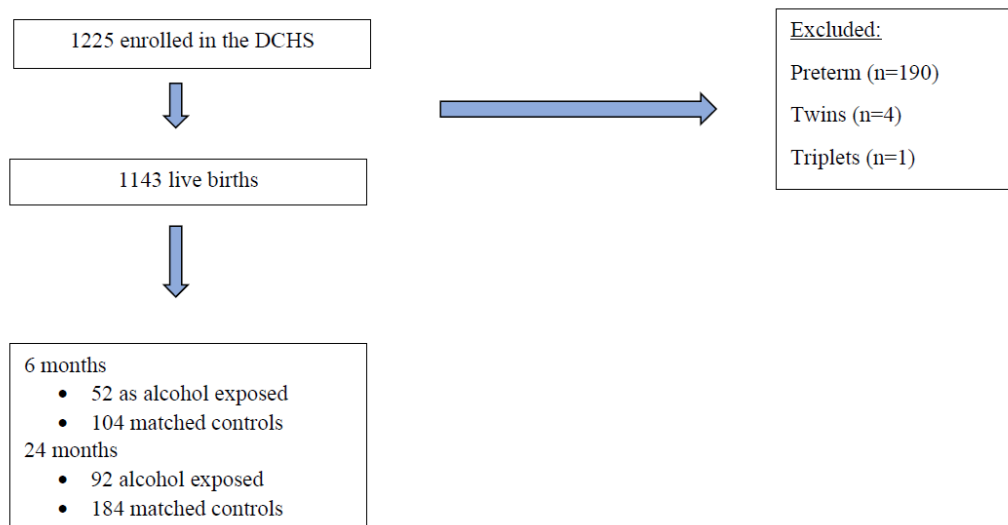 1225 enrolled in the DCHS
Excluded:
Preterm (n=190)
Twins (n=4)
Triplets (n=1)
1143 live births
6 months
• 52 as alcohol exposed
• 104 matched controls
24 months
• 92 alcohol exposed
• 184 matched controls